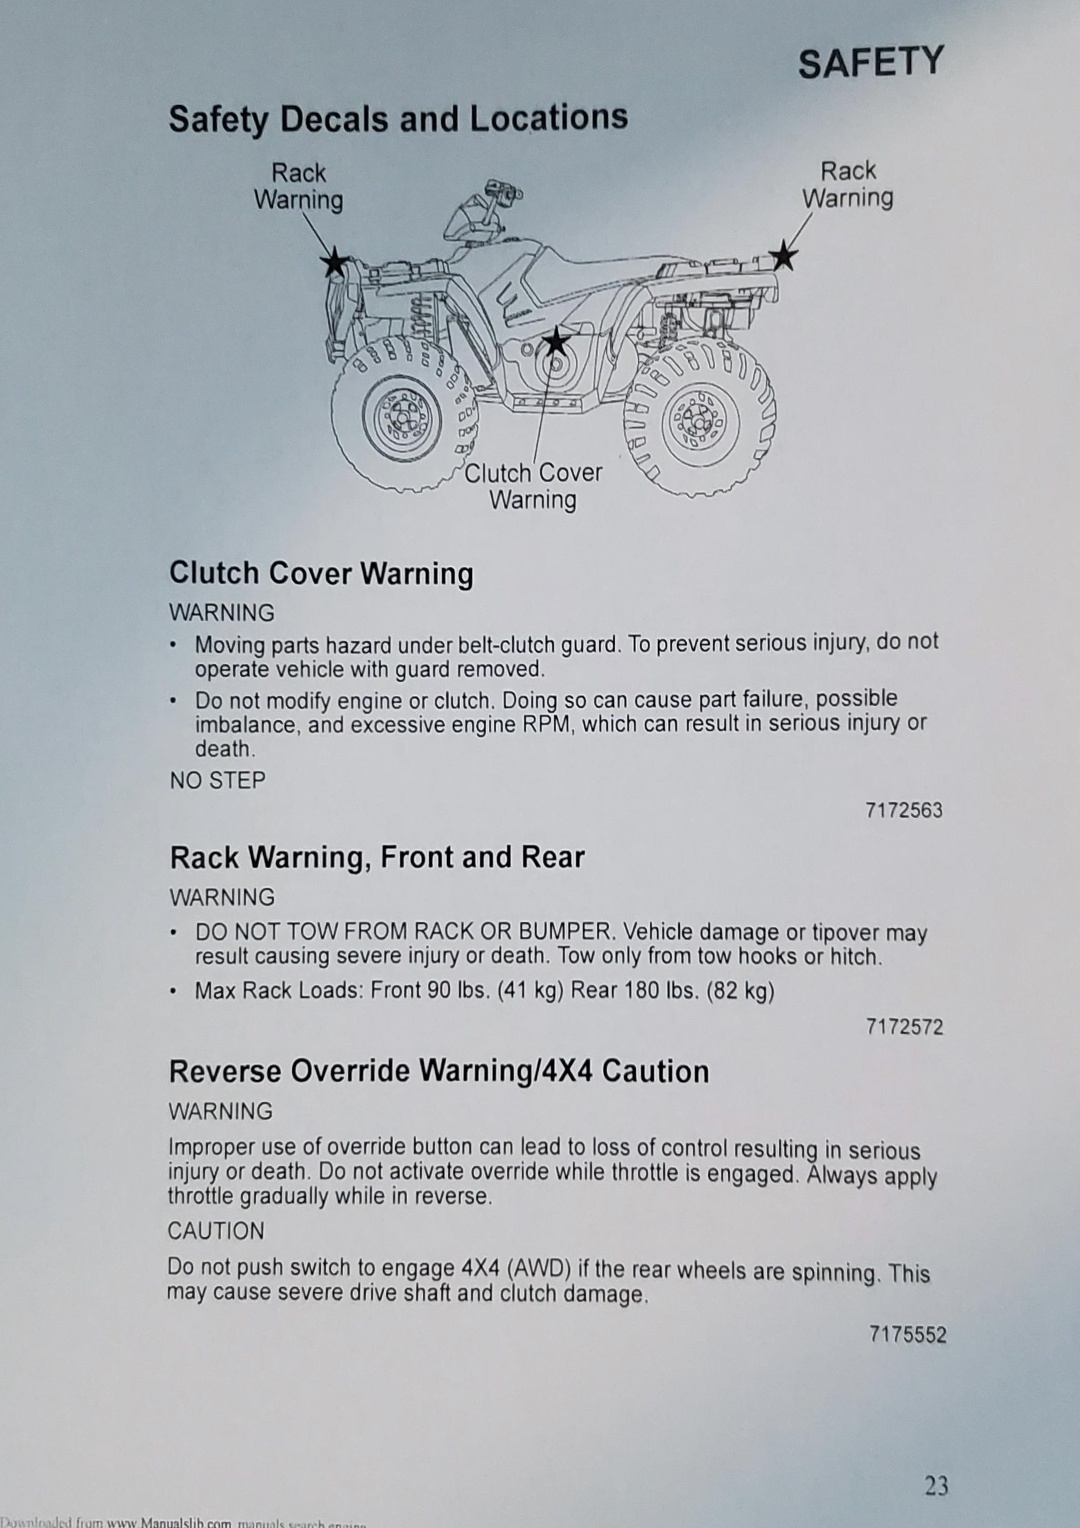 SAFETY
Safety Decals and Locations
Rack
Warning
Rack
Warning
Clutch Cover
Warning
Clutch Cover Warning
WARNING
• Moving parts hazard under belt-clutch guard. To prevent serious injury, do not
operate vehicle with guard removed.
• Do not modify engine or clutch. Doing so can cause part failure, possible
imbalance, and excessive engine RPM, which can result in serious injury or
death.
NO STEP
7172563
Rack Warning, Front and Rear
WARNING
• DO NOT TOW FROM RACK OR BUMPER. Vehicle damage or tipover may
result causing severe injury or death. Tow only from tow hooks or hitch.
• Max Rack Loads: Front 90 lbs. (41 kg) Rear 180 lbs. (82 kg)
7172572
Reverse Override Warning/4X4 Caution
WARNING
Improper use of override button can lead to loss of control resulting in serious
injury or death. Do not activate override while throttle is engaged. Always apply
throttle gradually while in reverse.
CAUTION
Do not push switch to engage 4X4 (AWD) if the rear wheels are spinning. This
may cause severe drive shaft and clutch damage.
7175552
23
Downloaded from www.Manualslib.com manuals search engine